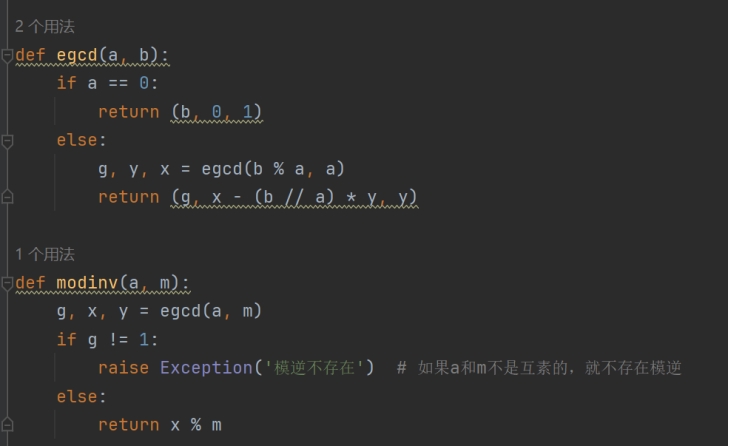 2 个用法
def egcd(a, b):
    if a == 0:
        return (b, 0, 1)
    else:
        g, y, x = egcd(b % a, a)
        return (g, x - (b // a) * y, y)
1 个用法
def modinv(a, m):
    g, x, y = egcd(a, m)
    if g != 1:
        raise Exception('模逆不存在')  # 如果a和m不是互素的，就不存在模逆
    else:
        return x % m